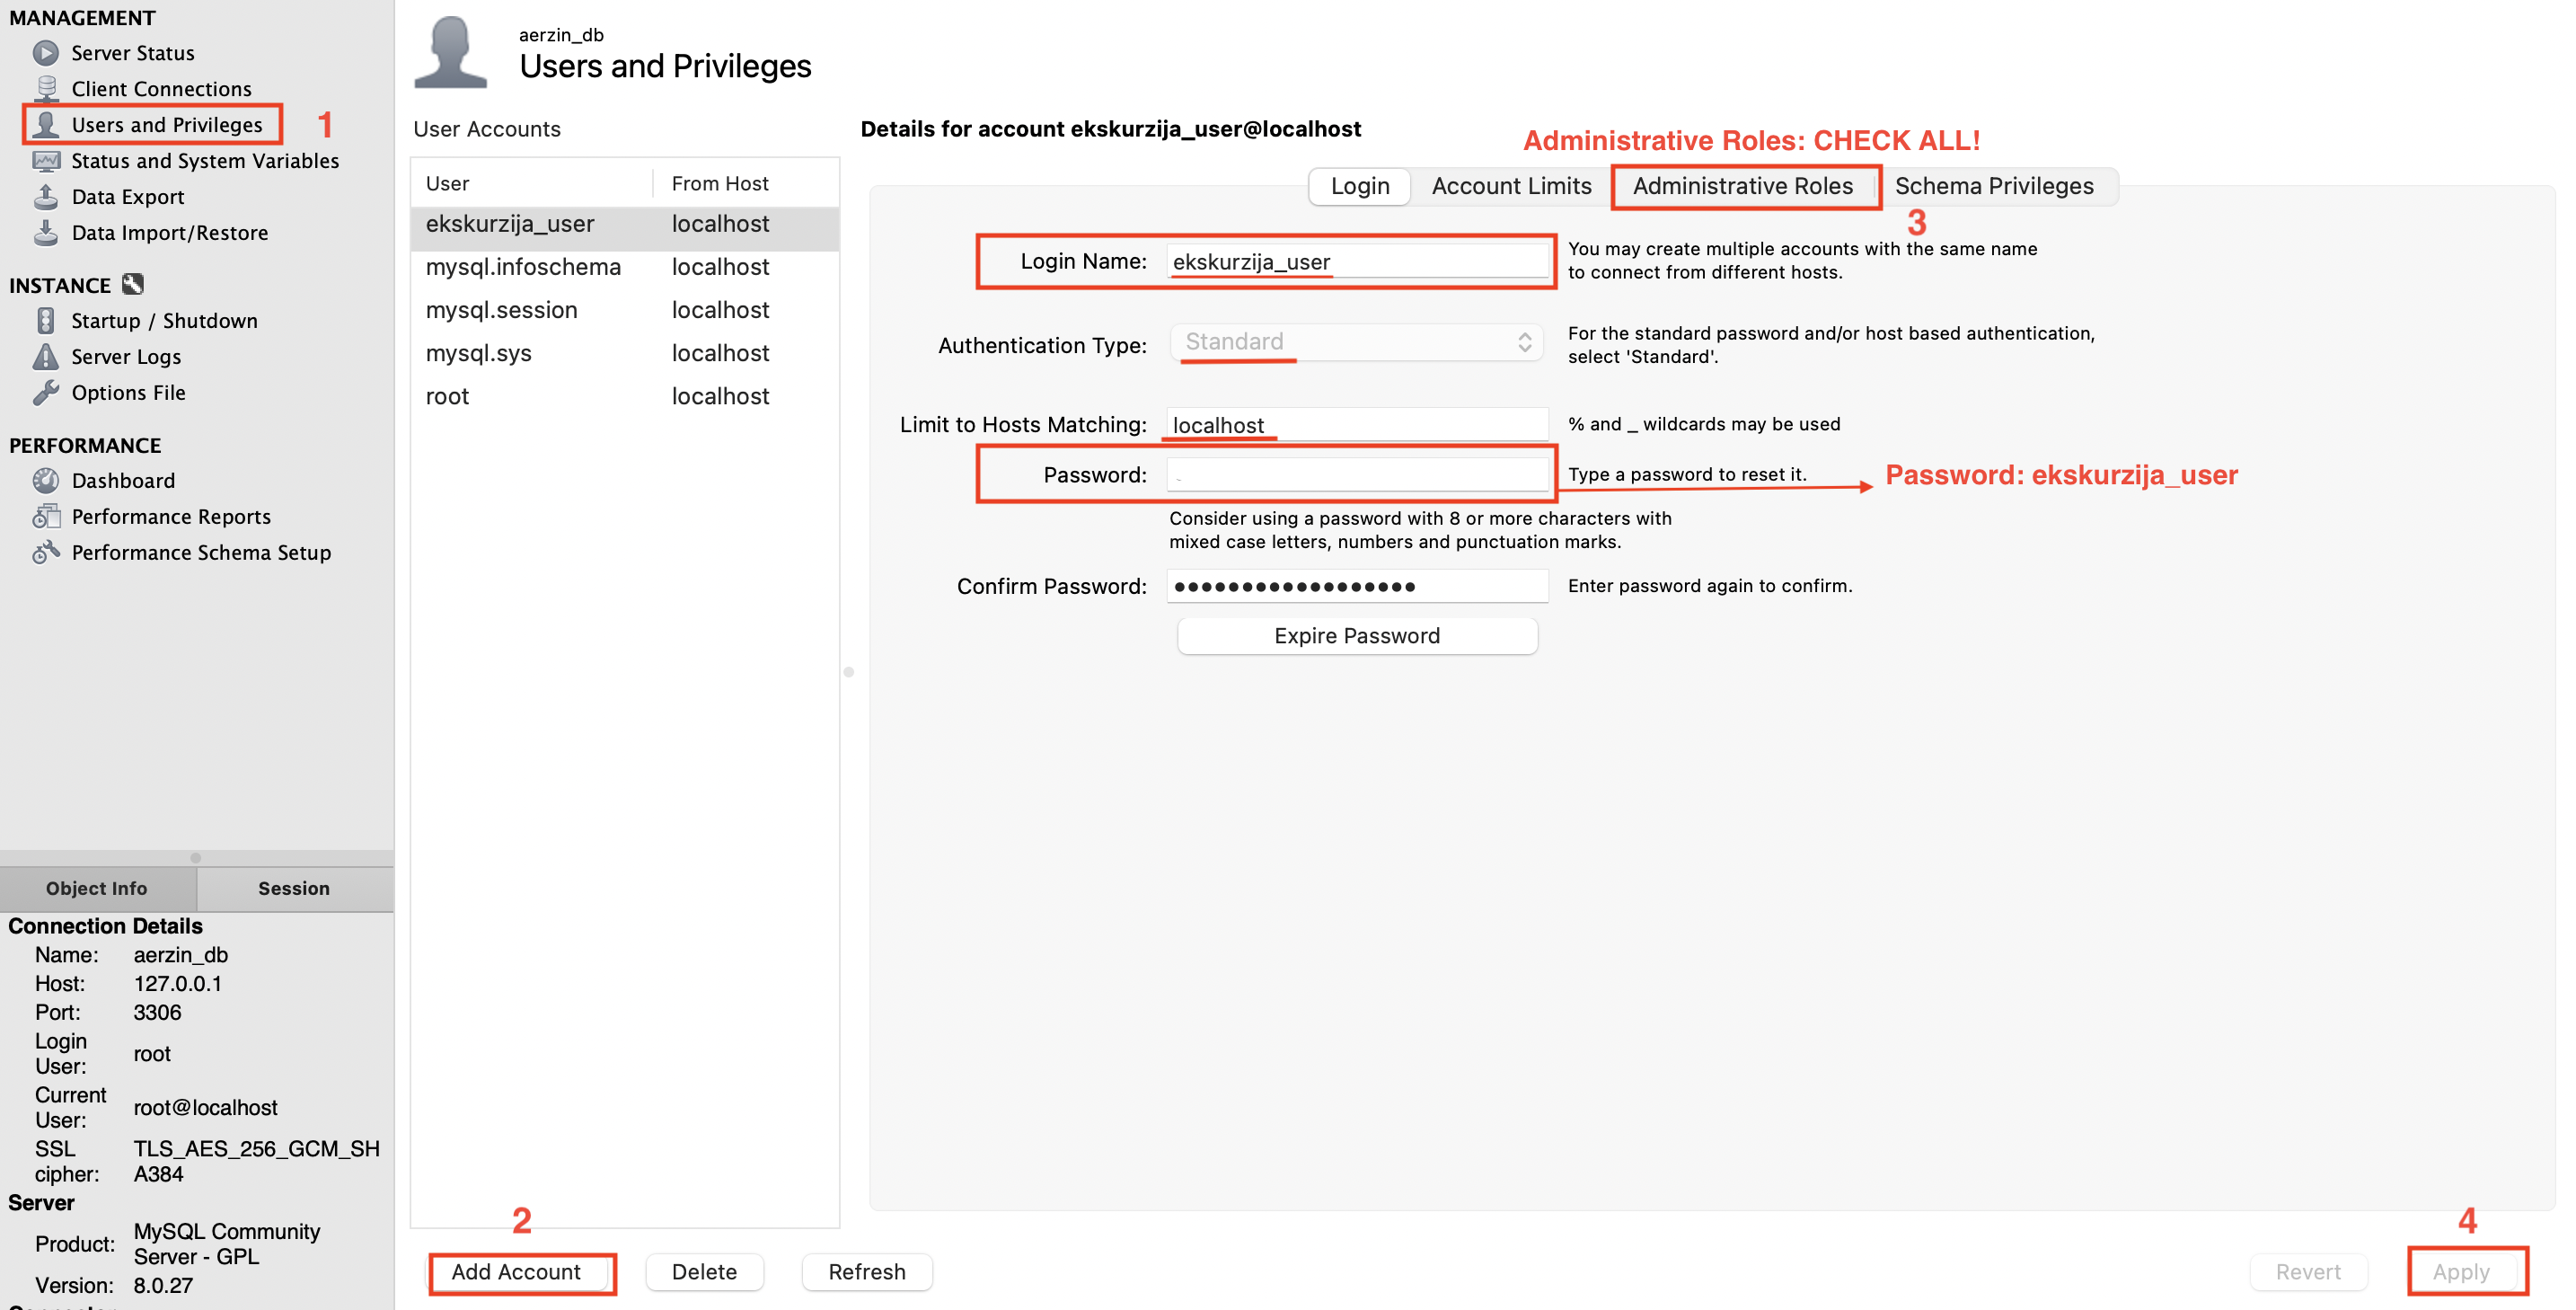 MANAGEMENT
Server Status
Client Connections
Users and Privileges
1
Status and System Variables
Data Export
Data Import/Restore
INSTANCE
Startup / Shutdown
Server Logs
Options File
PERFORMANCE
Dashboard
Performance Reports
Performance Schema Setup
Object Info Session
Connection Details
Name: aerzin_db
Host: 127.0.0.1
Port: 3306
Login User: root
Current User: root@localhost
SSL cipher: TLS_AES_256_GCM_SH
A384
Server
Product: MySQL Community
Server - GPL
Version: 8.0.27
aerzin_db
Users and Privileges
User Accounts
User From Host
ekskurzija_user localhost
mysql.infoschema localhost
mysql.session localhost
mysql.sys localhost
root localhost
2
Add Account Delete Refresh
Details for account ekskurzija_user@localhost
Administrative Roles: CHECK ALL!
Login Account Limits Administrative Roles Schema Privileges
3
Login Name: ekskurzija_user
You may create multiple accounts with the same name
to connect from different hosts.
Authentication Type: Standard
For the standard password and/or host based authentication,
select 'Standard'.
Limit to Hosts Matching: localhost % and _ wildcards may be used
Password: Type a password to reset it. Password: ekskurzija_user
Consider using a password with 8 or more characters with
mixed case letters, numbers and punctuation marks.
Confirm Password: ●●●●●●●●●●●●●●●●●● Enter password again to confirm.
Expire Password
4
Revert Apply